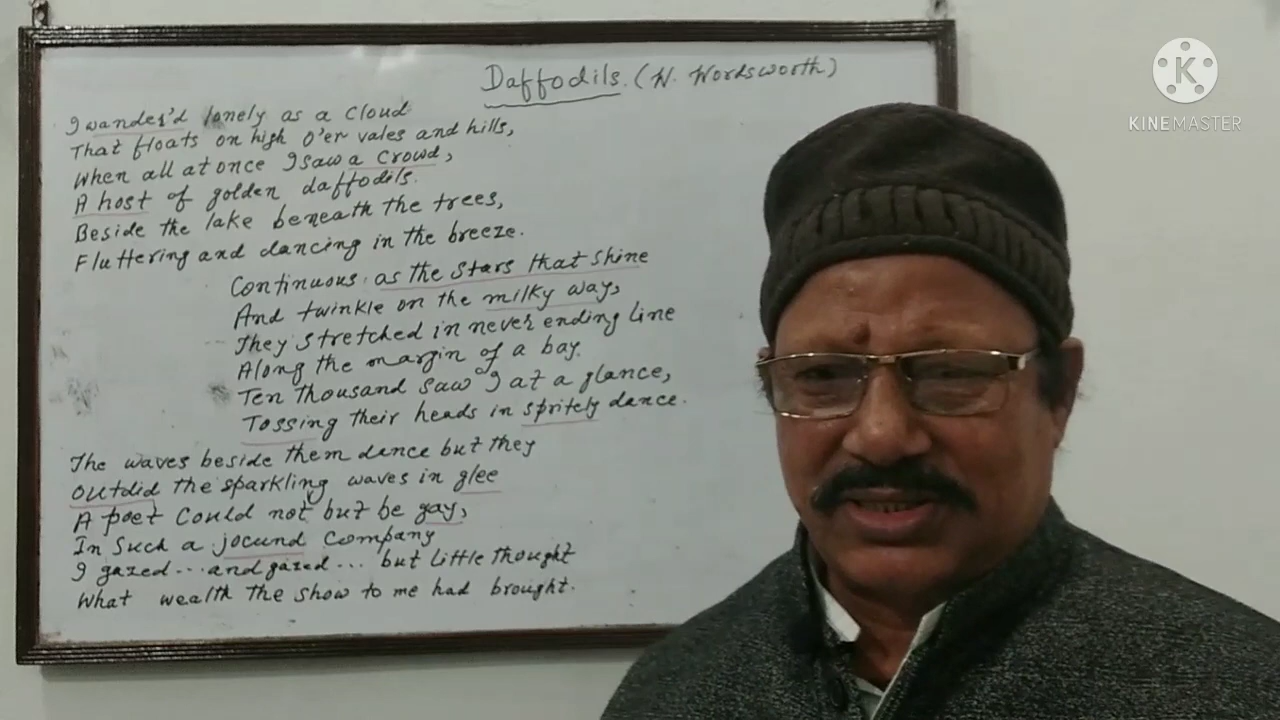 Daffodils. (W. Wordsworth)
I wander'd lonely as a cloud
That floats on high o'er vales and hills,
When all at once I saw a crowd,
A host of golden daffodils.
Beside the lake beneath the trees,
Fluttering and dancing in the breeze.
Continuous as the stars that shine
And twinkle on the milky way,
They stretched in never ending line
Along the margin of a bay.
Ten thousand saw I at a glance,
Tossing their heads in spritely dance.
The waves beside them dance but they
outdid the sparkling waves in glee
A poet could not but be gay,
In such a jocund company
I gazed... and gazed... but little thought
What wealth the show to me had brought.
K
KINEMASTER